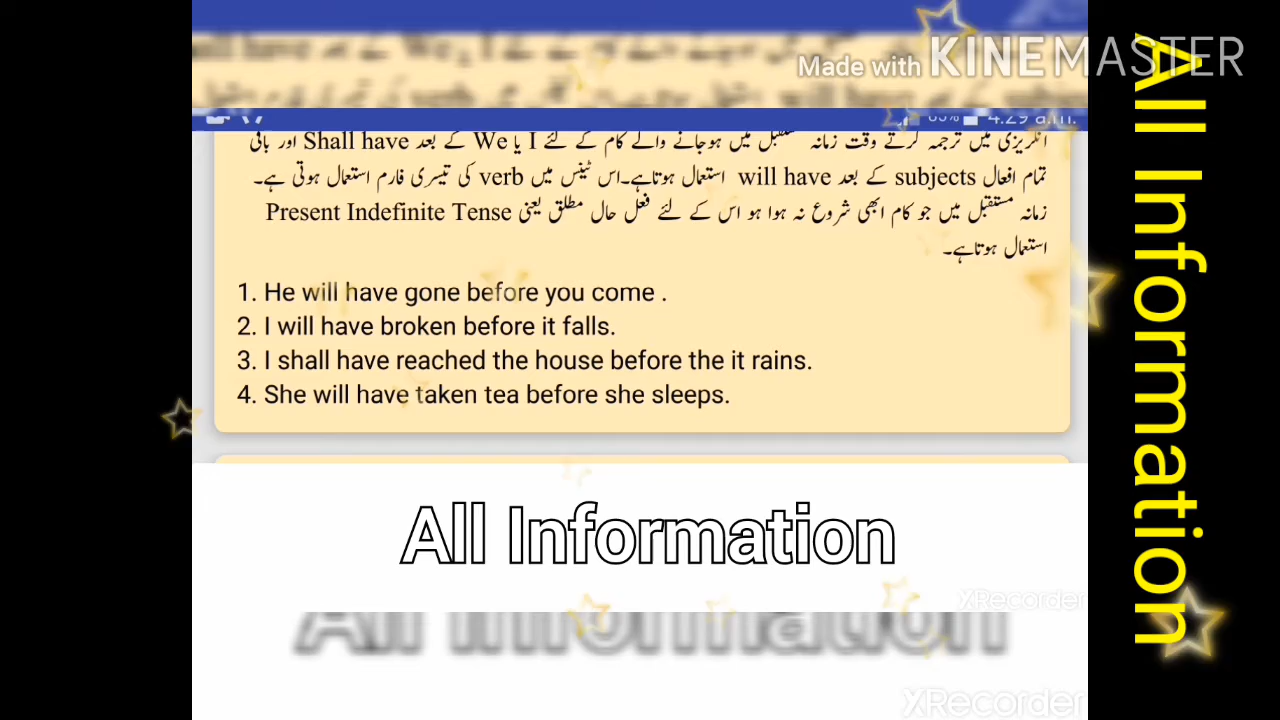 Made with KINEMASTER
4:29 a.m.
انگریزی میں ترجمہ کرتے وقت زمانہ مستقبل میں ہوجانے والے کام کے لئے I یا We کے بعد Shall have اور باقی
تمام افعال subjects کے بعد will have استعمال ہوتاہے۔اس ٹینس میں verb کی تیسری فارم استعمال ہوتی ہے۔
زمانہ مستقبل میں جو کام ابھی شروع نہ ہوا ہو اس کے لئے فعل حال مطلق یعنی Present Indefinite Tense
استعمال ہوتاہے۔
1. He will have gone before you come .
2. I will have broken before it falls.
3. I shall have reached the house before the it rains.
4. She will have taken tea before she sleeps.
All Information
XRecorder
All Information
XRecorder
All Information